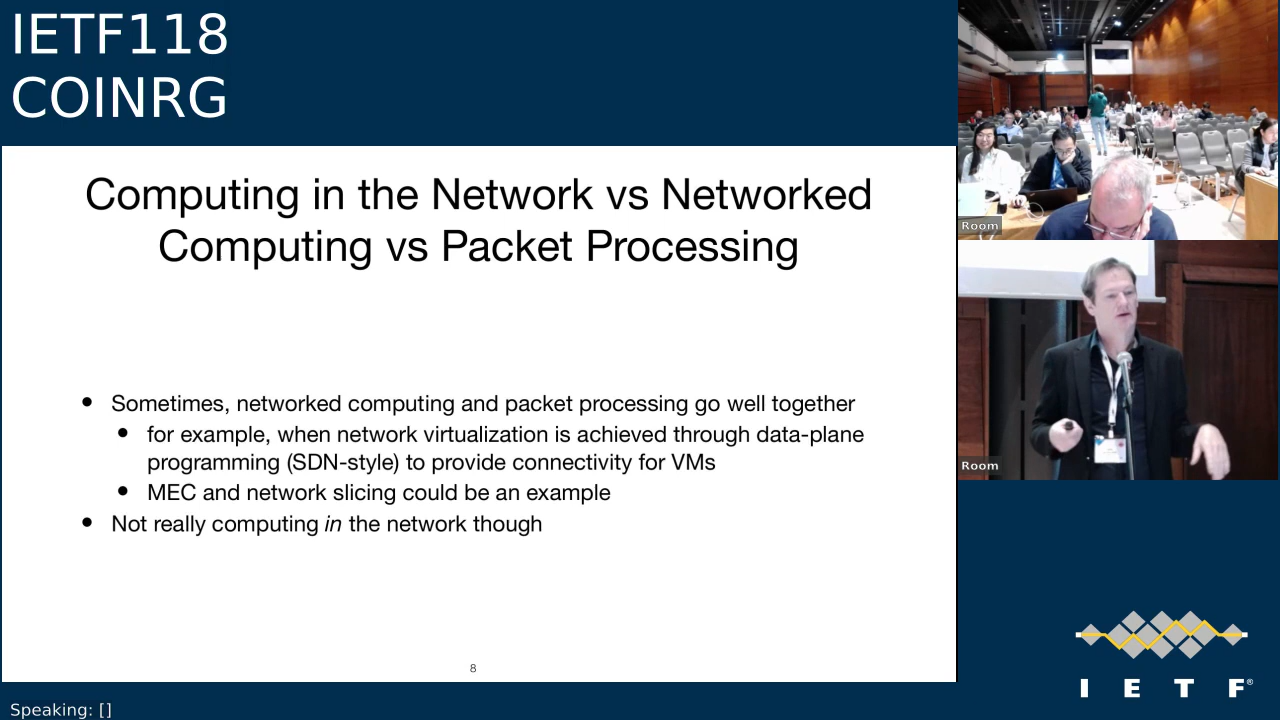 IETF118
COINRG
Computing in the Network vs Networked
Computing vs Packet Processing
• Sometimes, networked computing and packet processing go well together
• for example, when network virtualization is achieved through data-plane
programming (SDN-style) to provide connectivity for VMs
• MEC and network slicing could be an example
• Not really computing in the network though
8
Room
Room
I E T F®
Speaking: []